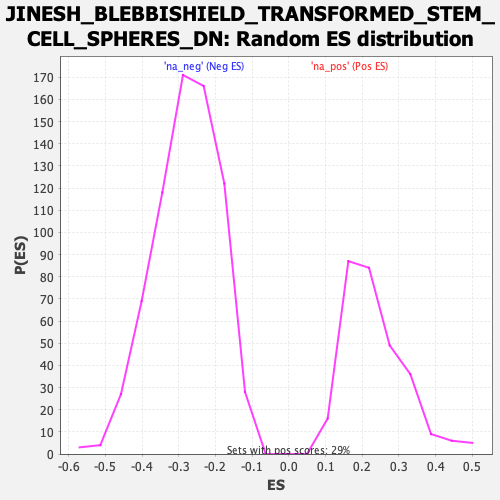 JINESH_BLEBBISHIELD_TRANSFORMED_STEM_
CELL_SPHERES_DN: Random ES distribution
'na_neg' (Neg ES)
'na_pos' (Pos ES)
170
160
150
140
130
120
110
100
90
80
70
60
50
40
30
20
10
0
P(ES)
Sets with pos scores: 29%
-0.6 -0.5 -0.4 -0.3 -0.2 -0.1 0.0 0.1 0.2 0.3 0.4 0.5
ES